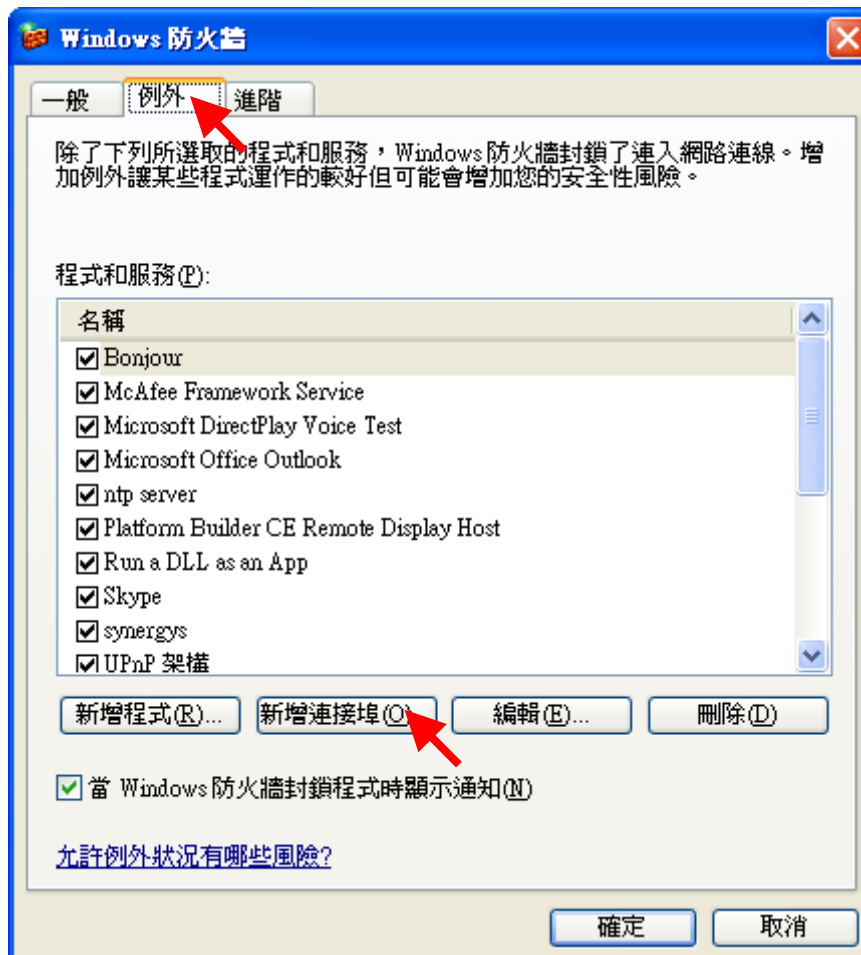 Windows 防火牆
一般 例外 進階
除了下列所選取的程式和服務，Windows 防火牆封鎖了連入網路連線。增
加例外讓某些程式運作的較好但可能會增加您的安全性風險。
程式和服務(P):
名稱
Bonjour
McAfee Framework Service
Microsoft DirectPlay Voice Test
Microsoft Office Outlook
ntp server
Platform Builder CE Remote Display Host
Run a DLL as an App
Skype
synergys
UPnP 架構
新增程式(R)... 新增連接埠(O) 編輯(E)... 刪除(D)
當 Windows 防火牆封鎖程式時顯示通知(N)
允許例外狀況有哪些風險?
確定 取消